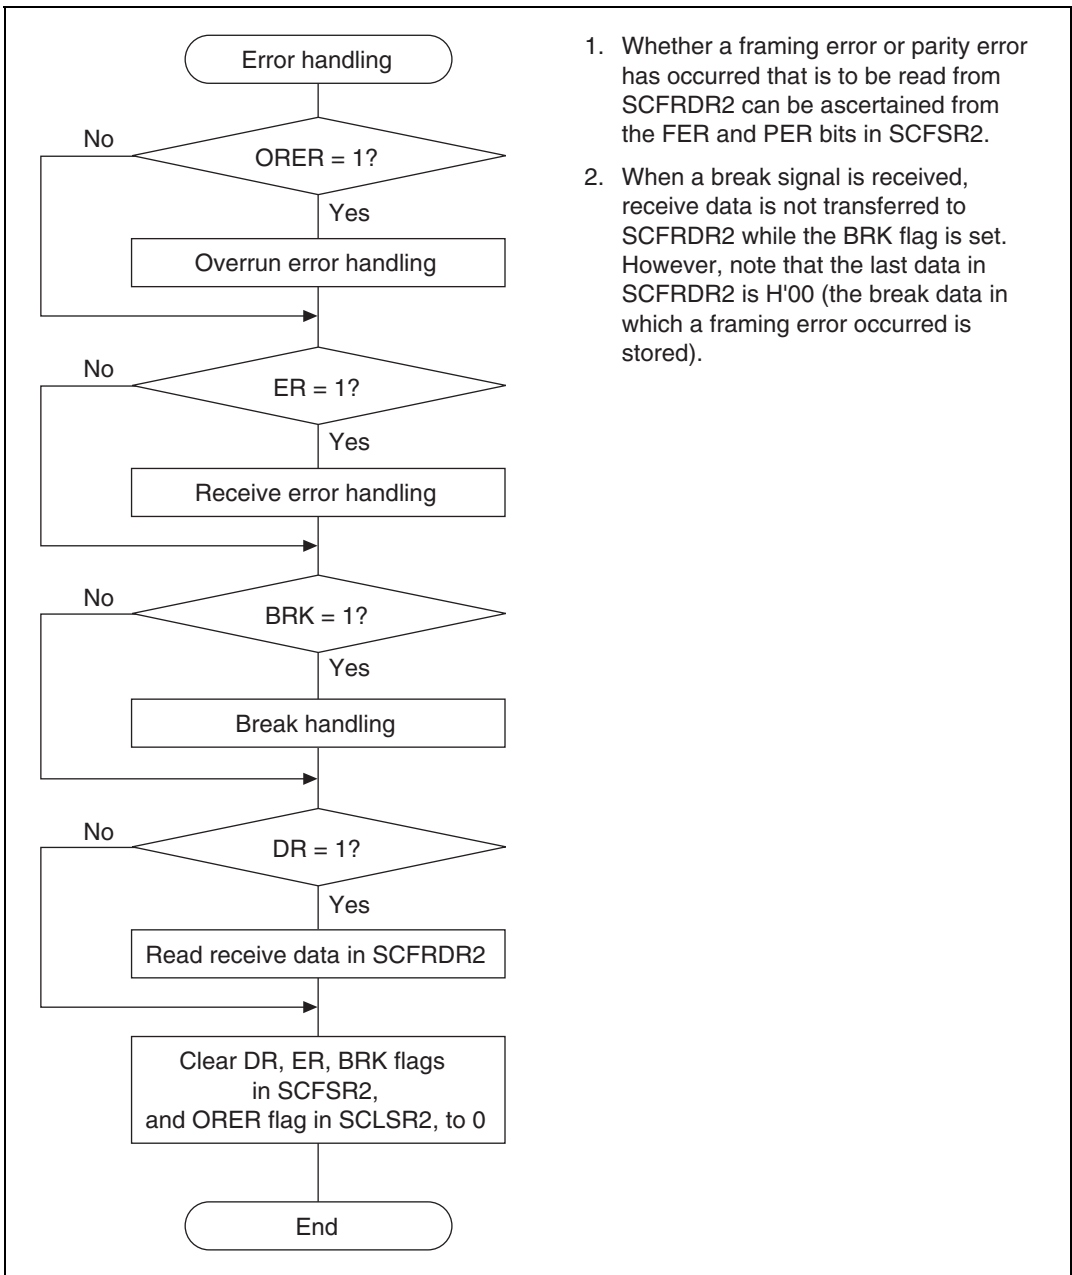 Error handling
No
ORER = 1?
Yes
Overrun error handling
No
ER = 1?
Yes
Receive error handling
No
BRK = 1?
Yes
Break handling
No
DR = 1?
Yes
Read receive data in SCFRDR2
Clear DR, ER, BRK flags
in SCFSR2,
and ORER flag in SCLSR2, to 0
End
1. Whether a framing error or parity error
has occurred that is to be read from
SCFRDR2 can be ascertained from
the FER and PER bits in SCFSR2.
2. When a break signal is received,
receive data is not transferred to
SCFRDR2 while the BRK flag is set.
However, note that the last data in
SCFRDR2 is H'00 (the break data in
which a framing error occurred is
stored).